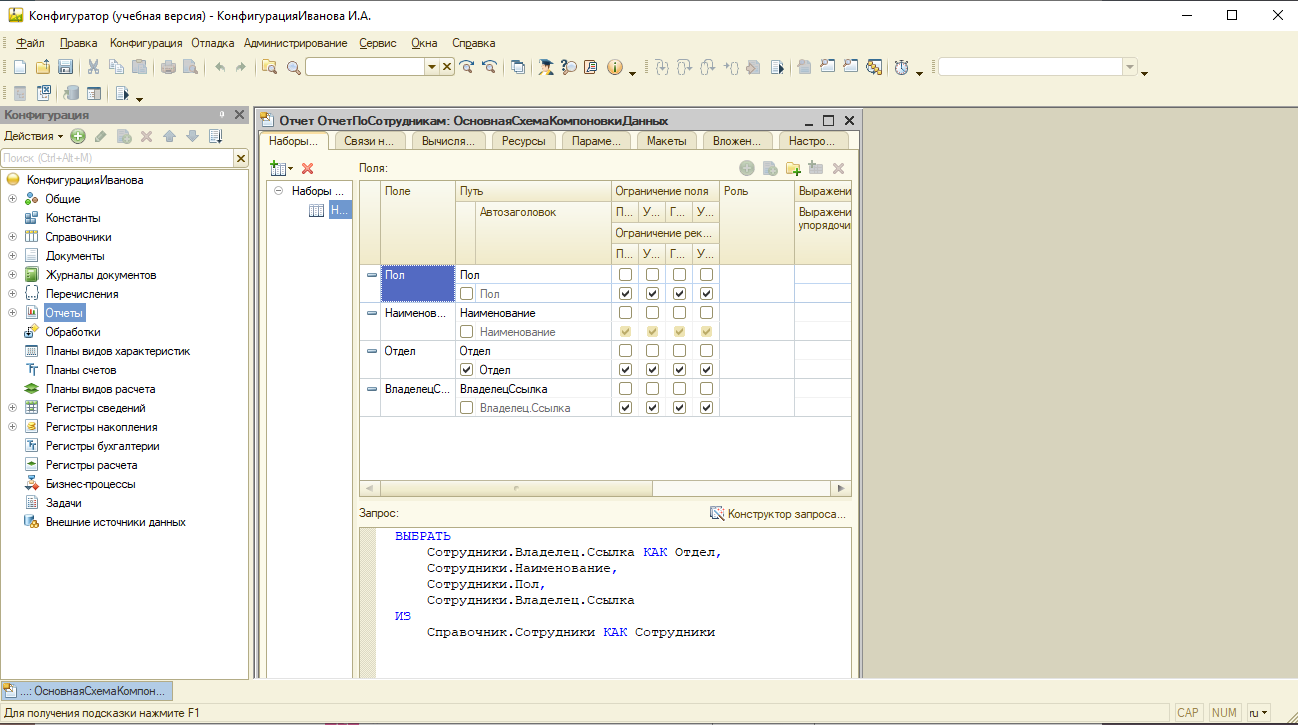 Конфигуратор (учебная версия) - КонфигурацияИванова И.А.
Файл Правка Конфигурация Отладка Администрирование Сервис Окна Справка
Конфигурация
Действия
Поиск (Ctrl+Alt+M)
КонфигурацияИванова
Общие
Константы
Справочники
Документы
Журналы документов
Перечисления
Отчеты
Обработки
Планы видов характеристик
Планы счетов
Планы видов расчета
Регистры сведений
Регистры накопления
Регистры бухгалтерии
Регистры расчета
Бизнес-процессы
Задачи
Внешние источники данных
Отчет ОтчетПоСотрудникам: ОсновнаяСхемаКомпоновкиДанных
Наборы... Связи н... Вычисля... Ресурсы Параме... Макеты Вложен... Настро...
Поля:
Наборы ...
Н...
Поле Путь Ограничение поля Роль Выражени
Автозаголовок П... У... Г... У... Выражени
упорядочи
Ограничение рек...
П... У... Г... У...
Пол Пол
Пол
Наименов... Наименование
Наименование
Отдел Отдел
Отдел
ВладелецС... ВладелецСсылка
Владелец.Ссылка
Запрос: Конструктор запроса...
ВЫБРАТЬ
Сотрудники.Владелец.Ссылка КАК Отдел,
Сотрудники.Наименование,
Сотрудники.Пол,
Сотрудники.Владелец.Ссылка
ИЗ
Справочник.Сотрудники КАК Сотрудники
...: ОсновнаяСхемаКомпон...
Для получения подсказки нажмите F1 CAP NUM ru